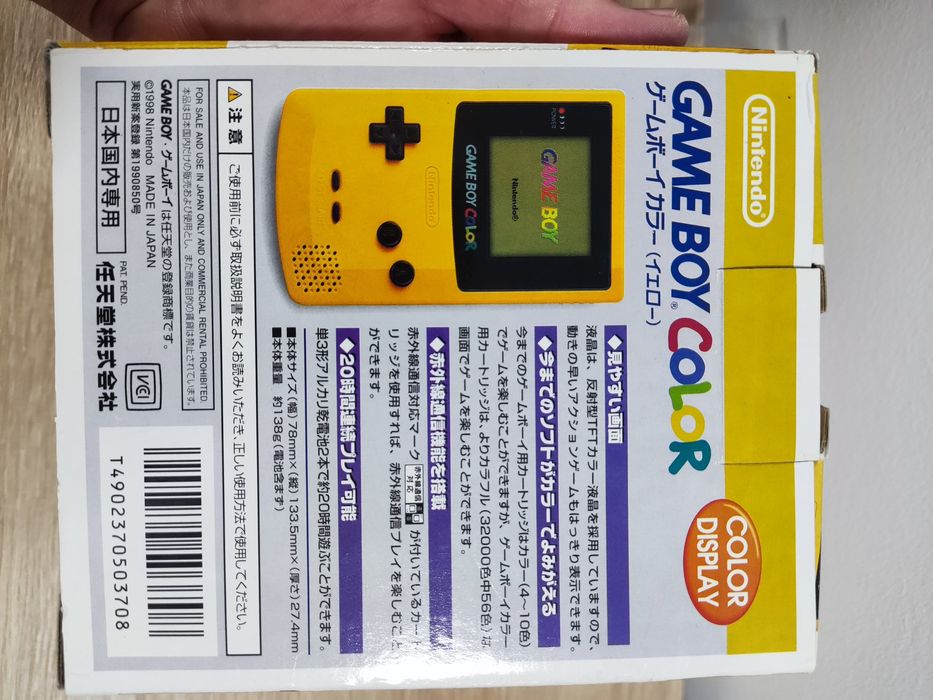 Nintendo
GAME BOY® COLOR
ゲームボーイ カラー(イエロー)
COLOR
DISPLAY
POWER
GAME BOY
Nintendo®
GAME BOY COLOR
Nintendo
◆見やすい画面
液晶は、反射型TFTカラー液晶を採用していますので、
動きの早いアクションゲームもはっきり表示できます。
◆今までのソフトがカラーでよみがえる
今までのゲームボーイ用カートリッジはカラー(4〜10色)
でゲームを楽しむことができますが、ゲームボーイカラー
用カートリッジは、よりカラフル(32000色中56色)な
画面でゲームを楽しむことができます。
◆赤外線通信機能を搭載
赤外線通信対応マーク 赤外線通信対応 が付いているカート
リッジを使用すれば、赤外線通信プレイを楽しむこと
ができます。
◆20時間連続プレイ可能
単3形アルカリ乾電池2本で約20時間遊ぶことができます。
■本体サイズ(幅)78mm×(縦)133.5mm×(厚さ)27.4mm
■本体重量 約138g(電池含まず)
注意 ご使用前に必ず取扱説明書をよくお読みいただき、正しい使用方法で使用してください。
FOR SALE AND USE IN JAPAN ONLY AND COMMERCIAL RENTAL PROHIBITED.
本品は日本国内だけの販売および使用とし、また商業目的の賃貸は禁止されています。
GAME BOY・ゲームボーイは任天堂の登録商標です。
©1998 Nintendo MADE IN JAPAN
実用新案登録 第1990850号
PAT. PEND.
VCI
日本国内専用
任天堂株式会社
T4902370503708